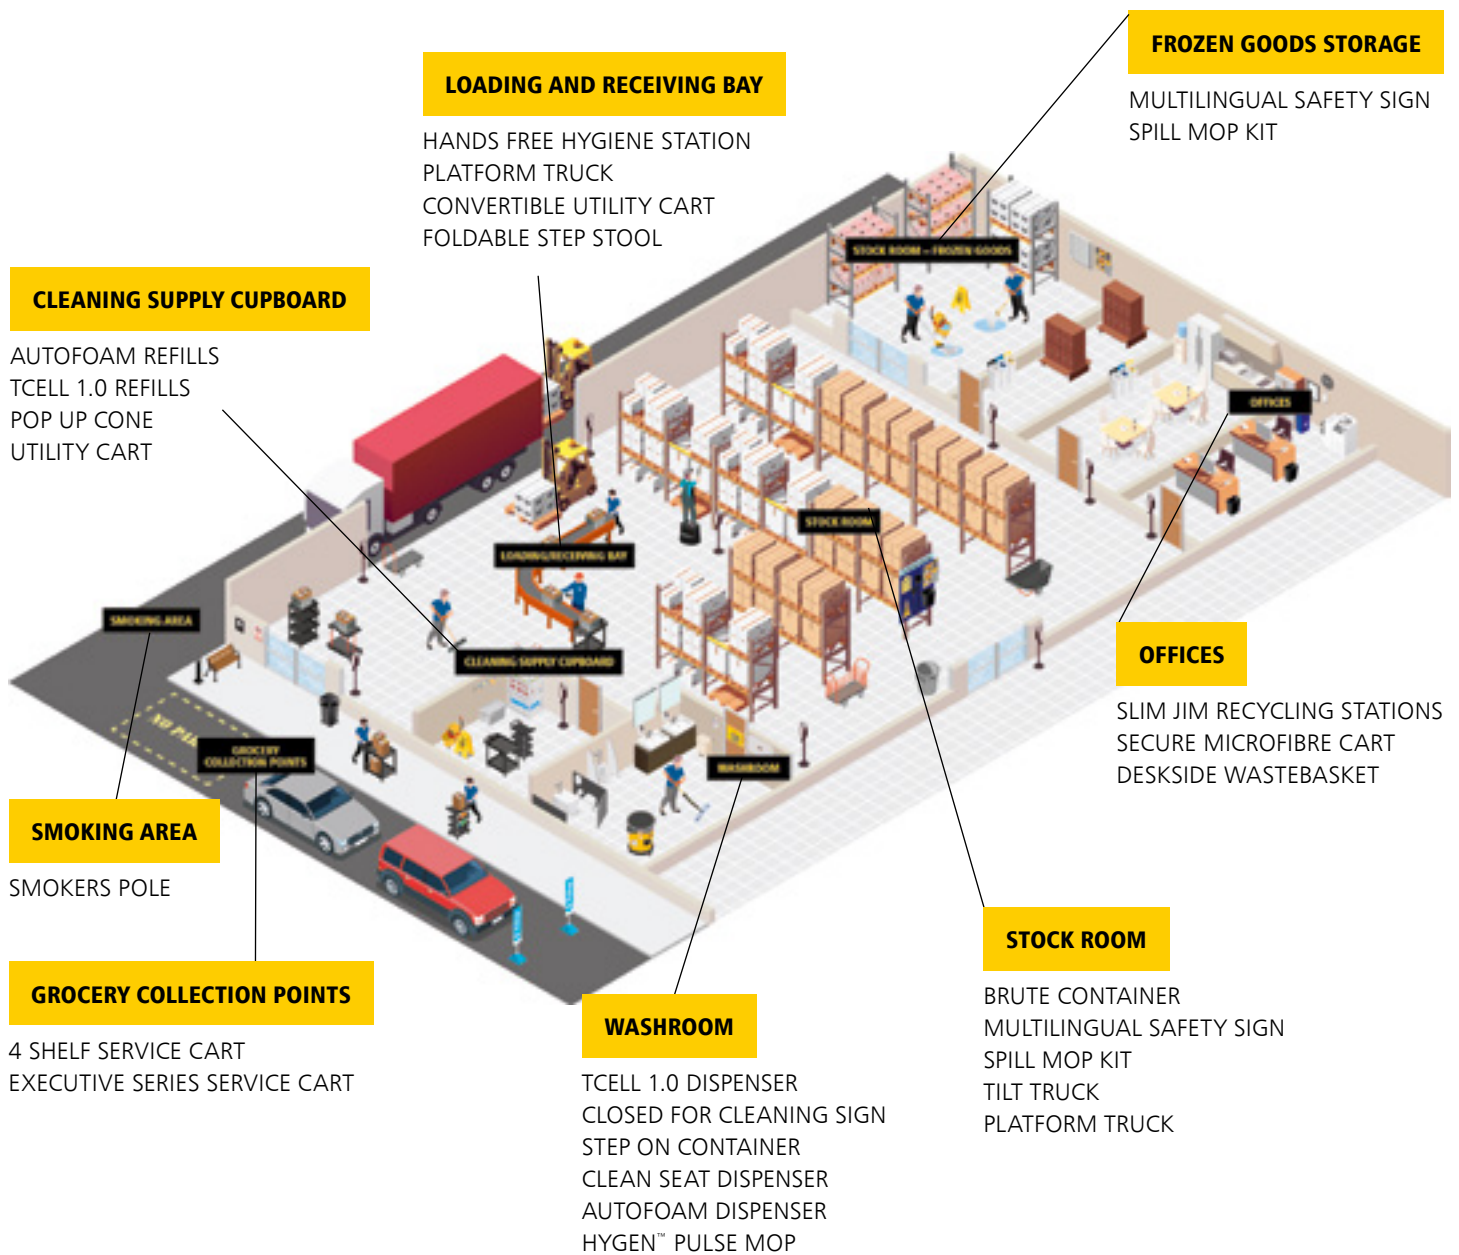 FROZEN GOODS STORAGE
MULTILINGUAL SAFETY SIGN
SPILL MOP KIT
LOADING AND RECEIVING BAY
HANDS FREE HYGIENE STATION
PLATFORM TRUCK
CONVERTIBLE UTILITY CART
FOLDABLE STEP STOOL
CLEANING SUPPLY CUPBOARD
AUTOFOAM REFILLS
TCELL 1.0 REFILLS
POP UP CONE
UTILITY CART
STOCK ROOM – FROZEN GOODS
OFFICES
STOCK ROOM
LOADING/RECEIVING BAY
SMOKING AREA
CLEANING SUPPLY CUPBOARD
GROCERY
COLLECTION POINTS
WASHROOM
OFFICES
SLIM JIM RECYCLING STATIONS
SECURE MICROFIBRE CART
DESKSIDE WASTEBASKET
SMOKING AREA
SMOKERS POLE
GROCERY COLLECTION POINTS
4 SHELF SERVICE CART
EXECUTIVE SERIES SERVICE CART
WASHROOM
TCELL 1.0 DISPENSER
CLOSED FOR CLEANING SIGN
STEP ON CONTAINER
CLEAN SEAT DISPENSER
AUTOFOAM DISPENSER
HYGEN™ PULSE MOP
STOCK ROOM
BRUTE CONTAINER
MULTILINGUAL SAFETY SIGN
SPILL MOP KIT
TILT TRUCK
PLATFORM TRUCK